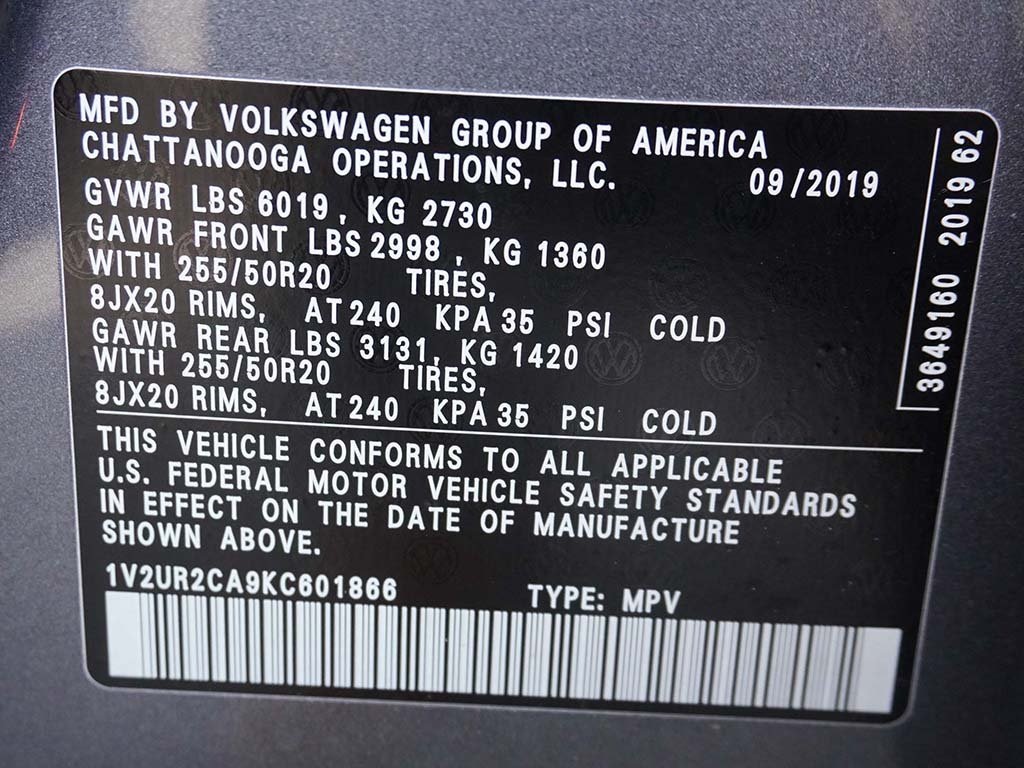 MFD BY VOLKSWAGEN GROUP OF AMERICA
CHATTANOOGA OPERATIONS, LLC. 09/2019
GVWR LBS 6019, KG 2730
GAWR FRONT LBS 2998, KG 1360
WITH 255/50R20 TIRES,
8JX20 RIMS, AT 240 KPA 35 PSI COLD
GAWR REAR LBS 3131, KG 1420
WITH 255/50R20 TIRES,
8JX20 RIMS, AT 240 KPA 35 PSI COLD
THIS VEHICLE CONFORMS TO ALL APPLICABLE
U.S. FEDERAL MOTOR VEHICLE SAFETY STANDARDS
IN EFFECT ON THE DATE OF MANUFACTURE
SHOWN ABOVE.
1V2UR2CA9KC601866 TYPE: MPV
3649160 2019 62